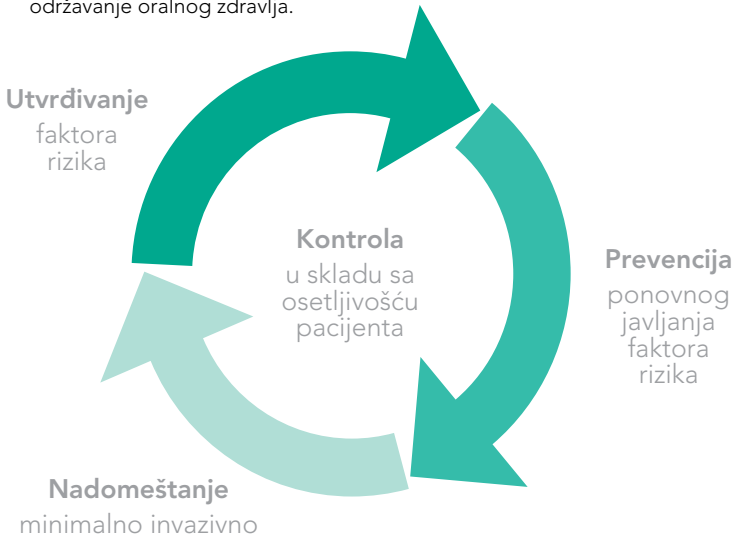 održavanje oralnog zdravlja.
Utvrđivanje
faktora
rizika
Kontrola
u skladu sa
osetljivošću
pacijenta
Prevencija
ponovnog
javljanja
faktora
rizika
Nadomeštanje
minimalno invazivno